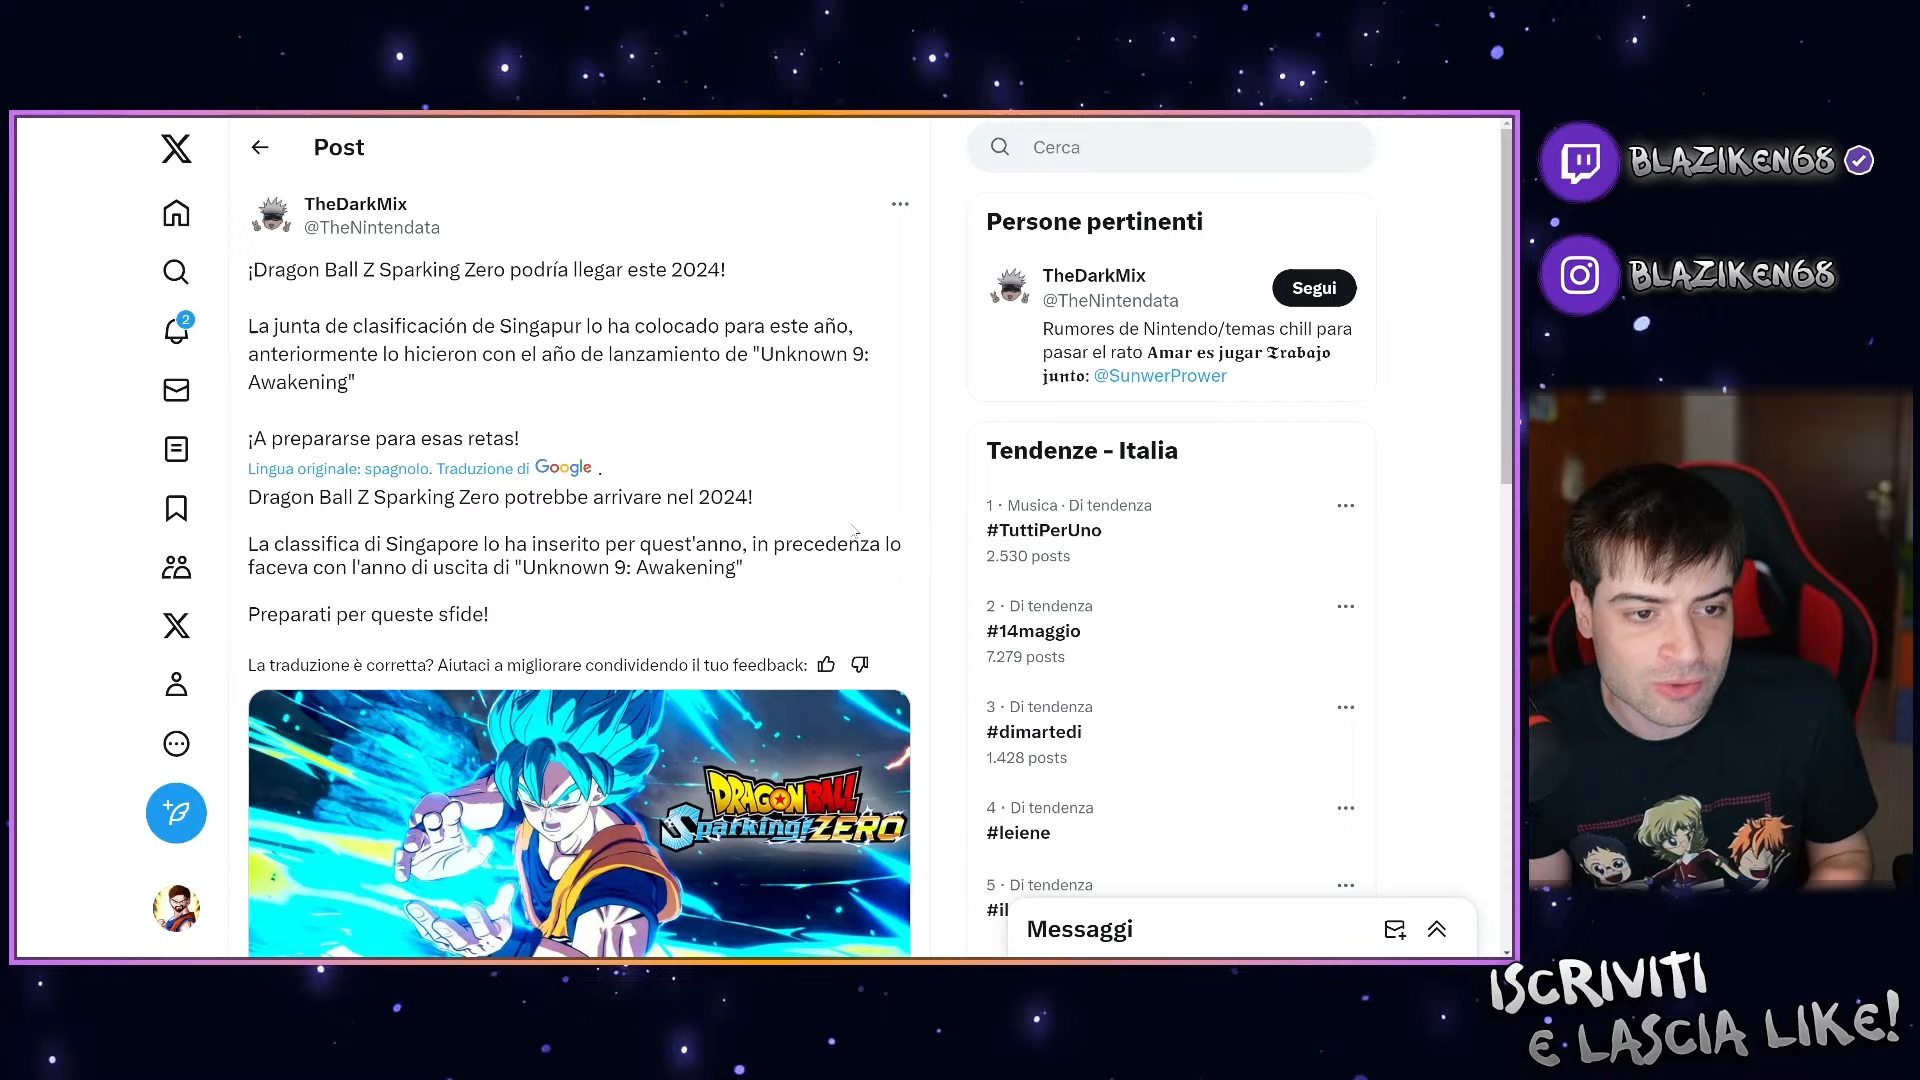 Post
Cerca
TheDarkMix
@TheNintendata
¡Dragon Ball Z Sparking Zero podría llegar este 2024!
La junta de clasificación de Singapur lo ha colocado para este año,
anteriormente lo hicieron con el año de lanzamiento de "Unknown 9:
Awakening"
¡A prepararse para esas retas!
Lingua originale: spagnolo. Traduzione di Google .
Dragon Ball Z Sparking Zero potrebbe arrivare nel 2024!
La classifica di Singapore lo ha inserito per quest'anno, in precedenza lo
faceva con l'anno di uscita di "Unknown 9: Awakening"
Preparati per queste sfide!
La traduzione è corretta? Aiutaci a migliorare condividendo il tuo feedback:
DRAGON BALL
Sparking! ZERO
2
Persone pertinenti
TheDarkMix
@TheNintendata
Segui
Rumores de Nintendo/temas chill para
pasar el rato 𝐀𝐦𝐚𝐫 𝐞𝐬 𝐣𝐮𝐠𝐚𝐫 𝕿𝖗𝖆𝖇𝖆𝖏𝖔
𝖏𝖚𝖓𝖙𝖔: @SunwerPrower
Tendenze - Italia
1 · Musica · Di tendenza
#TuttiPerUno
2.530 posts
2 · Di tendenza
#14maggio
7.279 posts
3 · Di tendenza
#dimartedi
1.428 posts
4 · Di tendenza
#leiene
5 · Di tendenza
#il
Messaggi
BLAZIKEN68
BLAZIKEN68
ISCRIVITI
E LASCIA LIKE!